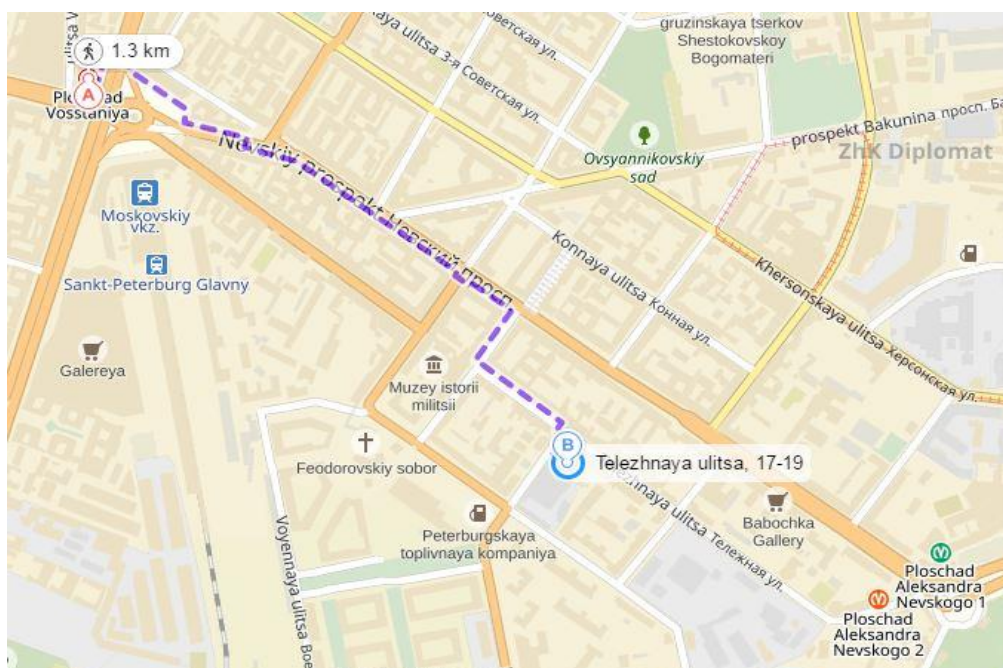 gruzinskaya tserkov
Shestokovskoy
Bogomateri
ulitsa V
1.3 km
ulitsa 3-я Советская ул.
Советская ул.
A
Ploschad
Vosstaniya
prospekt Bakunina просп. Ба
ZhK Diplomat
Ovsyannikovskiy
sad
Nevskiy prospekt Невский просп.
Moskovskiy
vkz.
Sankt-Peterburg Glavny
Konnaya ulitsa Конная ул.
Khersonskaya ulitsa Херсонская ул.
Galereya
Muzey istorii
militsii
Feodorovskiy sobor
B
Telezhnaya ulitsa, 17-19
Telezhnaya ulitsa Тележная ул.
Babochka
Gallery
Peterburgskaya
toplivnaya kompaniya
Voyennaya ulitsa Вое
Ploschad
Aleksandra
Nevskogo 1
Ploschad
Aleksandra
Nevskogo 2